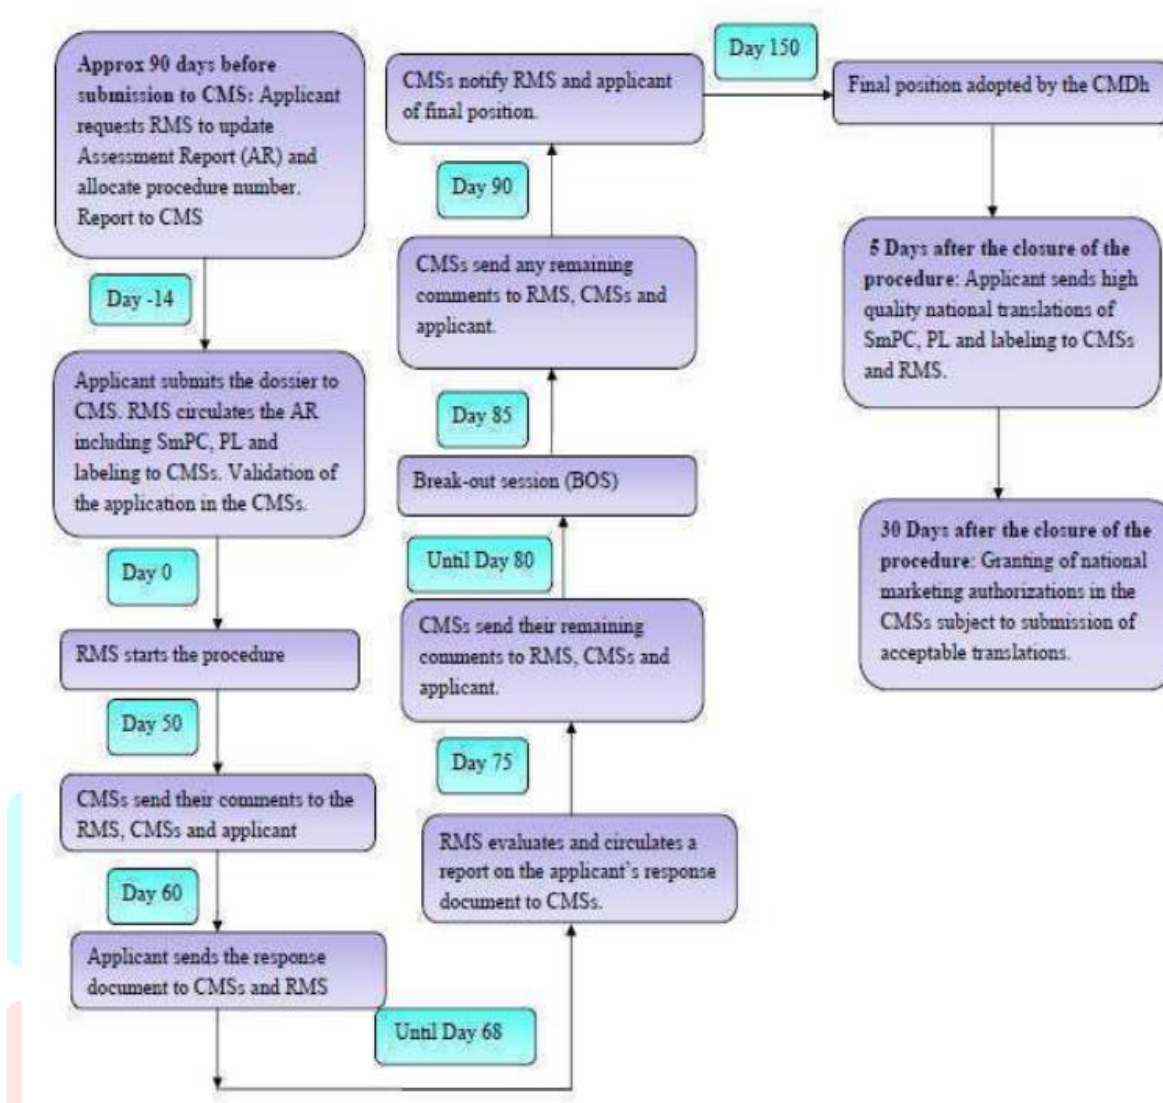 Approx 90 days before
submission to CMS: Applicant
requests RMS to update
Assessment Report (AR) and
allocate procedure number.
Report to CMS
Day -14
Applicant submits the dossier to
CMS. RMS circulates the AR
including SmPC, PL and
labeling to CMSs. Validation of
the application in the CMSs.
Day 0
RMS starts the procedure
Day 50
CMSs send their comments to the
RMS, CMSs and applicant
Day 60
Applicant sends the response
document to CMSs and RMS
Until Day 68
RMS evaluates and circulates a
report on the applicant's response
document to CMSs.
Day 75
CMSs send their remaining
comments to RMS, CMSs and
applicant.
Until Day 80
Break-out session (BOS)
Day 85
CMSs send any remaining
comments to RMS, CMSs and
applicant.
Day 90
CMSs notify RMS and applicant
of final position.
Day 150
Final position adopted by the CMDh
5 Days after the closure of the
procedure: Applicant sends high
quality national translations of
SmPC, PL and labeling to CMSs
and RMS.
30 Days after the closure of the
procedure: Granting of national
marketing authorizations in the
CMSs subject to submission of
acceptable translations.